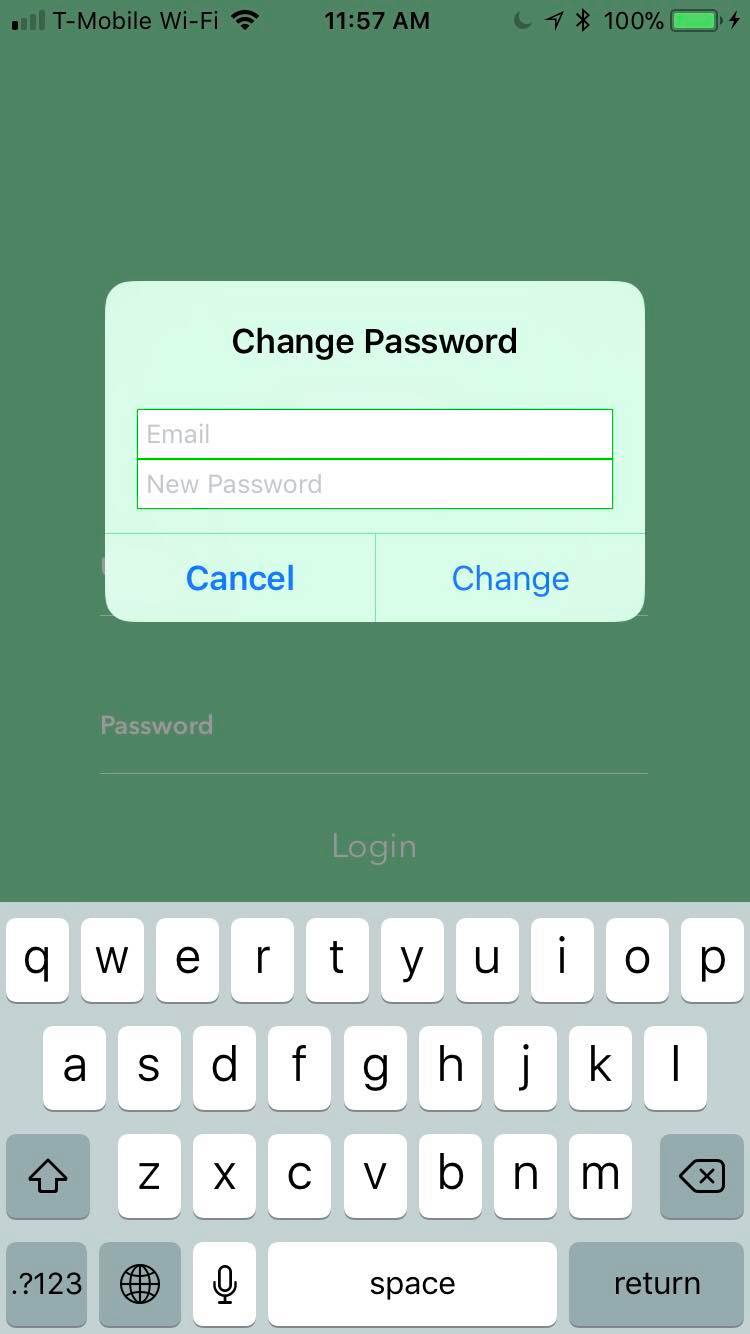 T-Mobile Wi-Fi 11:57 AM 100%
Change Password
Email
New Password
Cancel Change
Password
Login
q w e r t y u i o p
a s d f g h j k l
z x c v b n m
.?123 space return